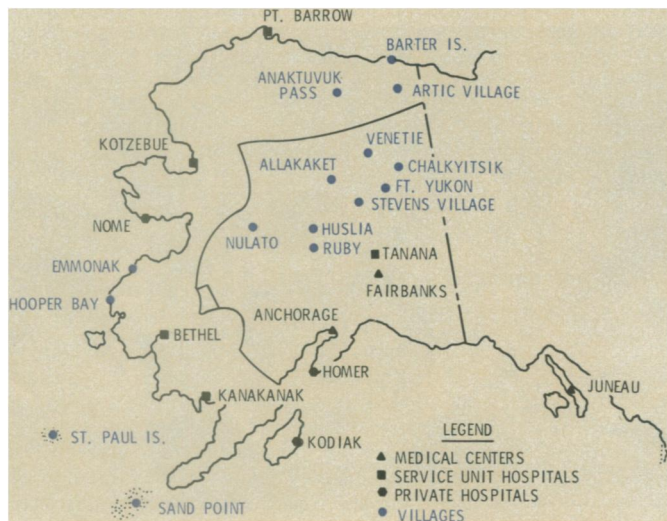 PT. BARROW
BARTER IS.
ANAKTUVUK
PASS
ARTIC VILLAGE
VENETIE
KOTZEBUE
ALLAKAKET
CHALKYITSIK
FT. YUKON
STEVENS VILLAGE
NOME
NULATO
HUSLIA
RUBY
TANANA
EMMONAK
FAIRBANKS
HOOPER BAY
ANCHORAGE
BETHEL
HOMER
JUNEAU
KANAKANAK
ST. PAUL IS.
KODIAK
SAND POINT
LEGEND
MEDICAL CENTERS
SERVICE UNIT HOSPITALS
PRIVATE HOSPITALS
VILLAGES